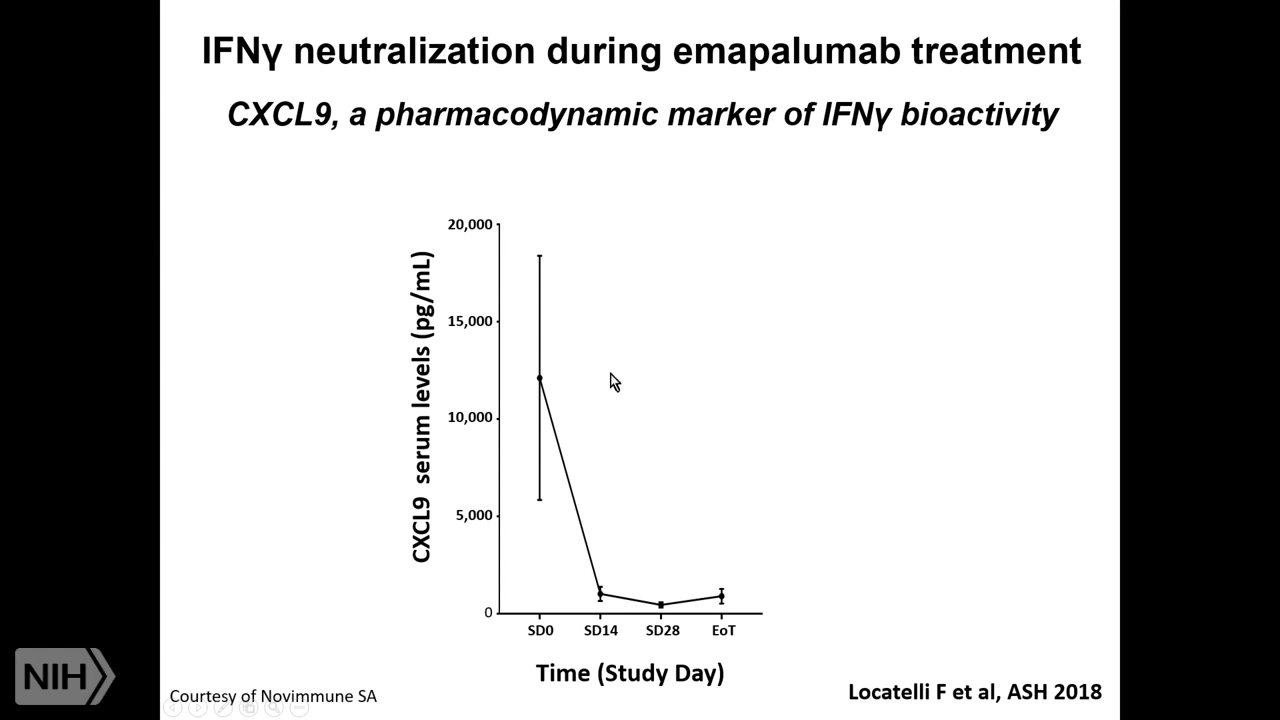 IFNγ neutralization during emapalumab treatment
CXCL9, a pharmacodynamic marker of IFNγ bioactivity
CXCL9 serum levels (pg/mL)
20,000
15,000
10,000
5,000
0
SD0 SD14 SD28 EoT
Time (Study Day)
NIH
Courtesy of Novimmune SA
Locatelli F et al, ASH 2018